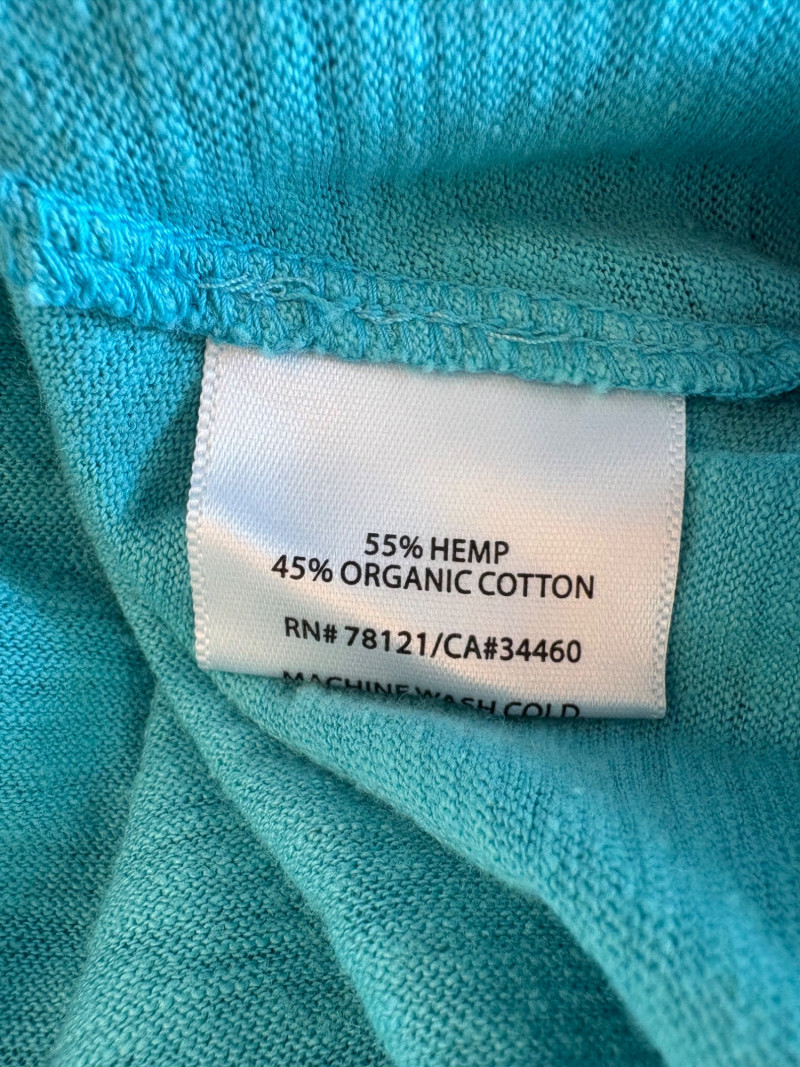 55% HEMP
45% ORGANIC COTTON
RN# 78121/CA#34460
MACHINE WASH COLD